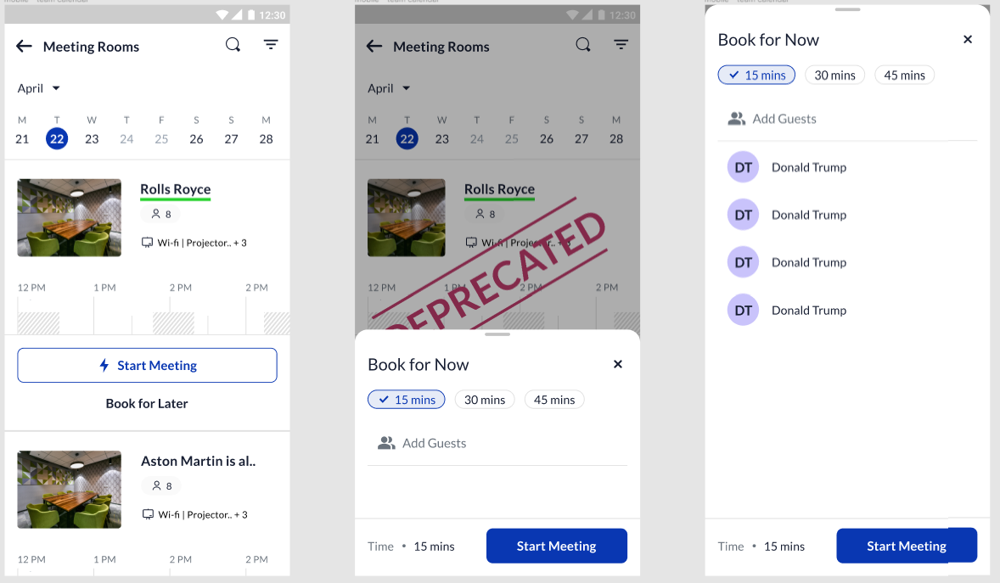 12:30
Meeting Rooms
April
M T W T F S S M
21 22 23 24 25 26 27 28
Rolls Royce
8
Wi-fi | Projector.. + 3
12 PM 1 PM 2 PM 2 PM
Start Meeting
Book for Later
Aston Martin is al..
8
Wi-fi | Projector.. + 3
12 PM 1 PM 2 PM 2 PM
12:30
Meeting Rooms
April
M T W T F S S M
21 22 23 24 25 26 27 28
Rolls Royce
8
Wi-fi | Projector.. + 3
DEPRECATED
12 PM 1 PM 2 PM 2 PM
Book for Now
15 mins 30 mins 45 mins
Add Guests
Time • 15 mins
Start Meeting
Book for Now
15 mins 30 mins 45 mins
Add Guests
DT Donald Trump
DT Donald Trump
DT Donald Trump
DT Donald Trump
Time • 15 mins
Start Meeting